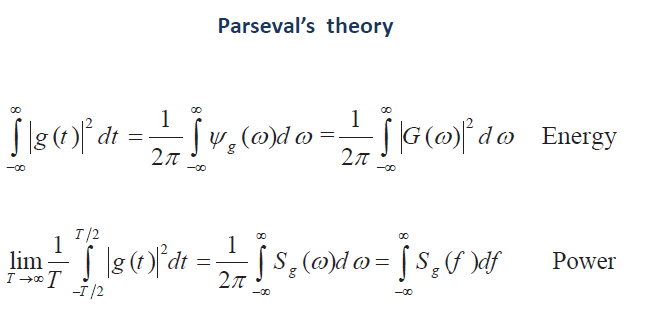 Parseval's theory
∫_{-∞}^{∞} |g(t)|² dt = 1/2π ∫_{-∞}^{∞} ψ_g(ω)dω = 1/2π ∫_{-∞}^{∞} |G(ω)|² dω Energy
lim_{T→∞} 1/T ∫_{-T/2}^{T/2} |g(t)|² dt = 1/2π ∫_{-∞}^{∞} S_g(ω)dω = ∫_{-∞}^{∞} S_g(f)df Power